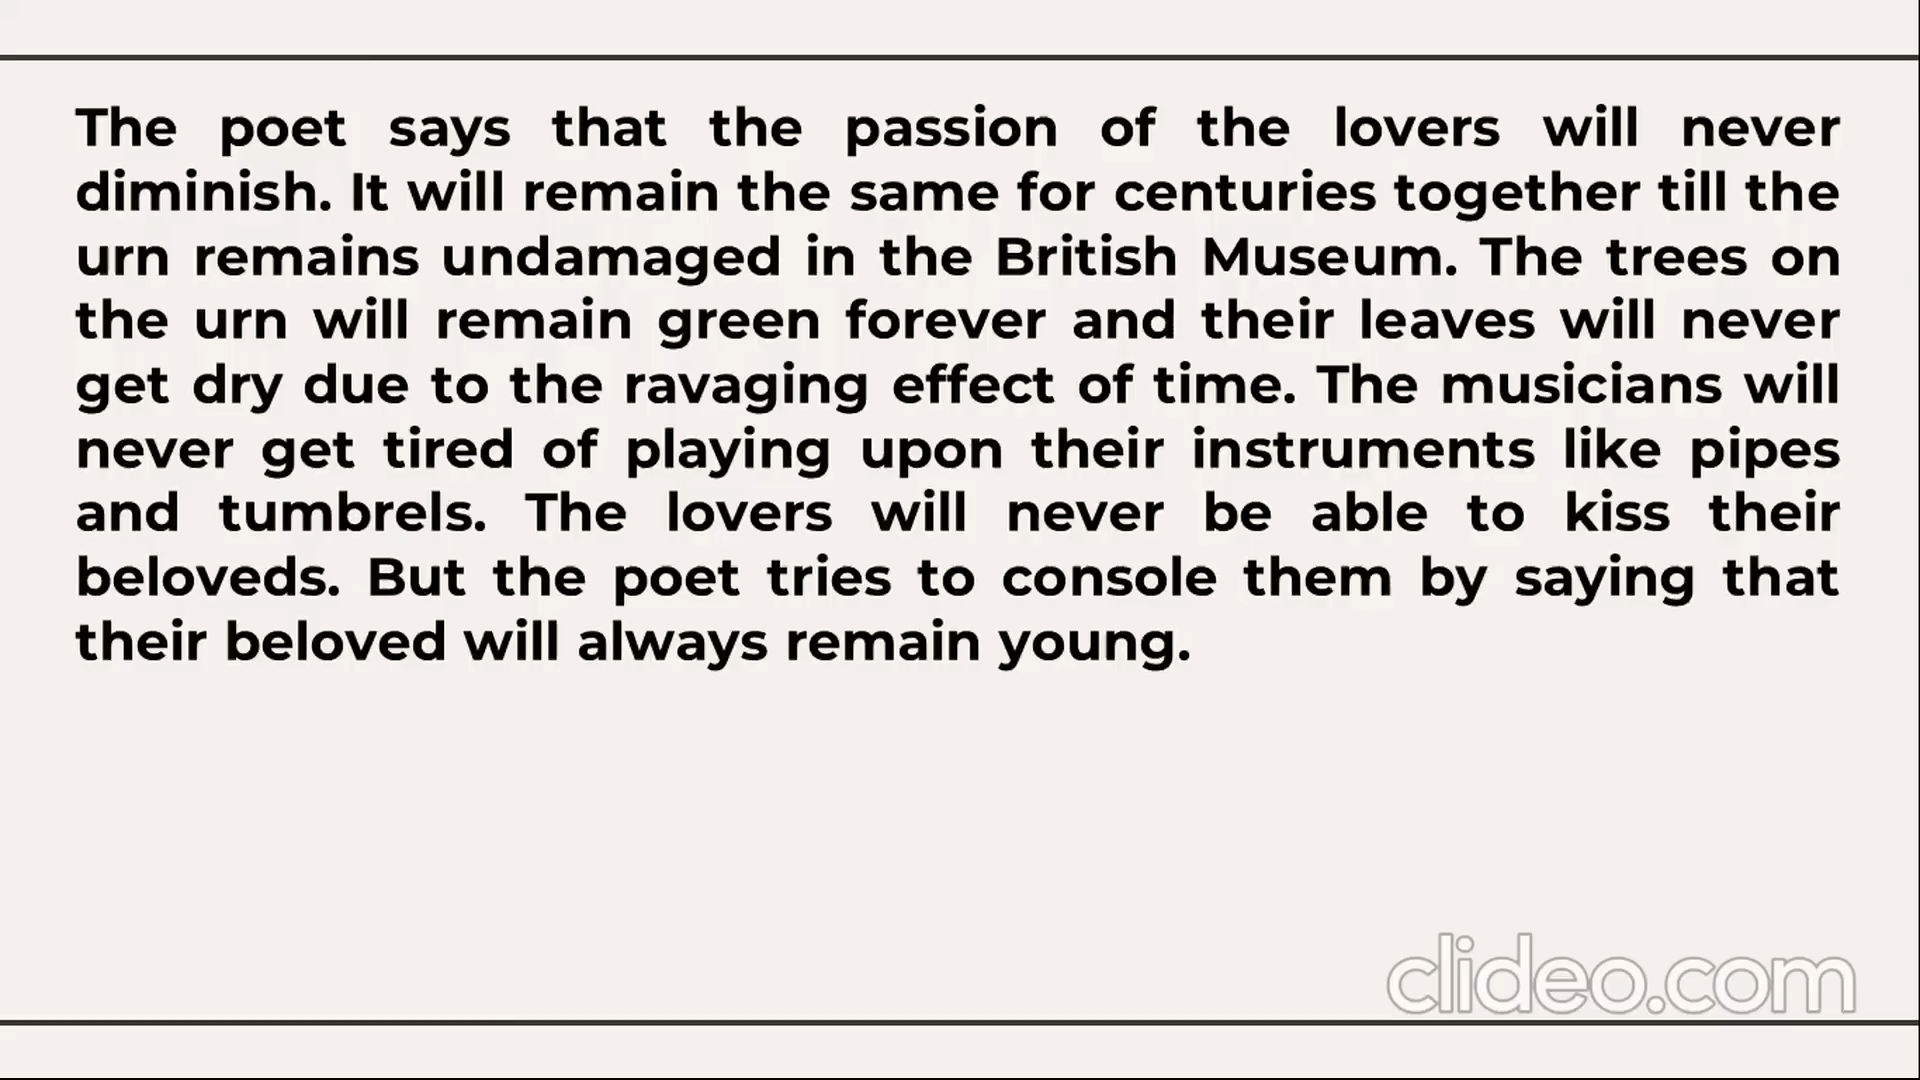 The poet says that the passion of the lovers will never
diminish. It will remain the same for centuries together till the
urn remains undamaged in the British Museum. The trees on
the urn will remain green forever and their leaves will never
get dry due to the ravaging effect of time. The musicians will
never get tired of playing upon their instruments like pipes
and tumbrels. The lovers will never be able to kiss their
beloveds. But the poet tries to console them by saying that
their beloved will always remain young.
clideo.com